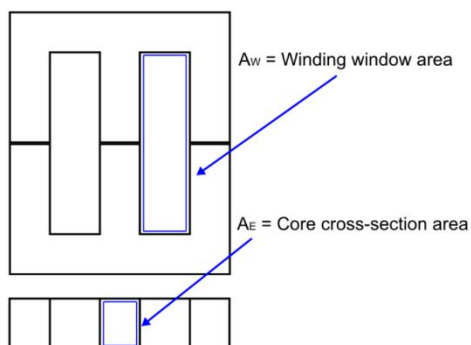 Aw = Winding window area
AE = Core cross-section area